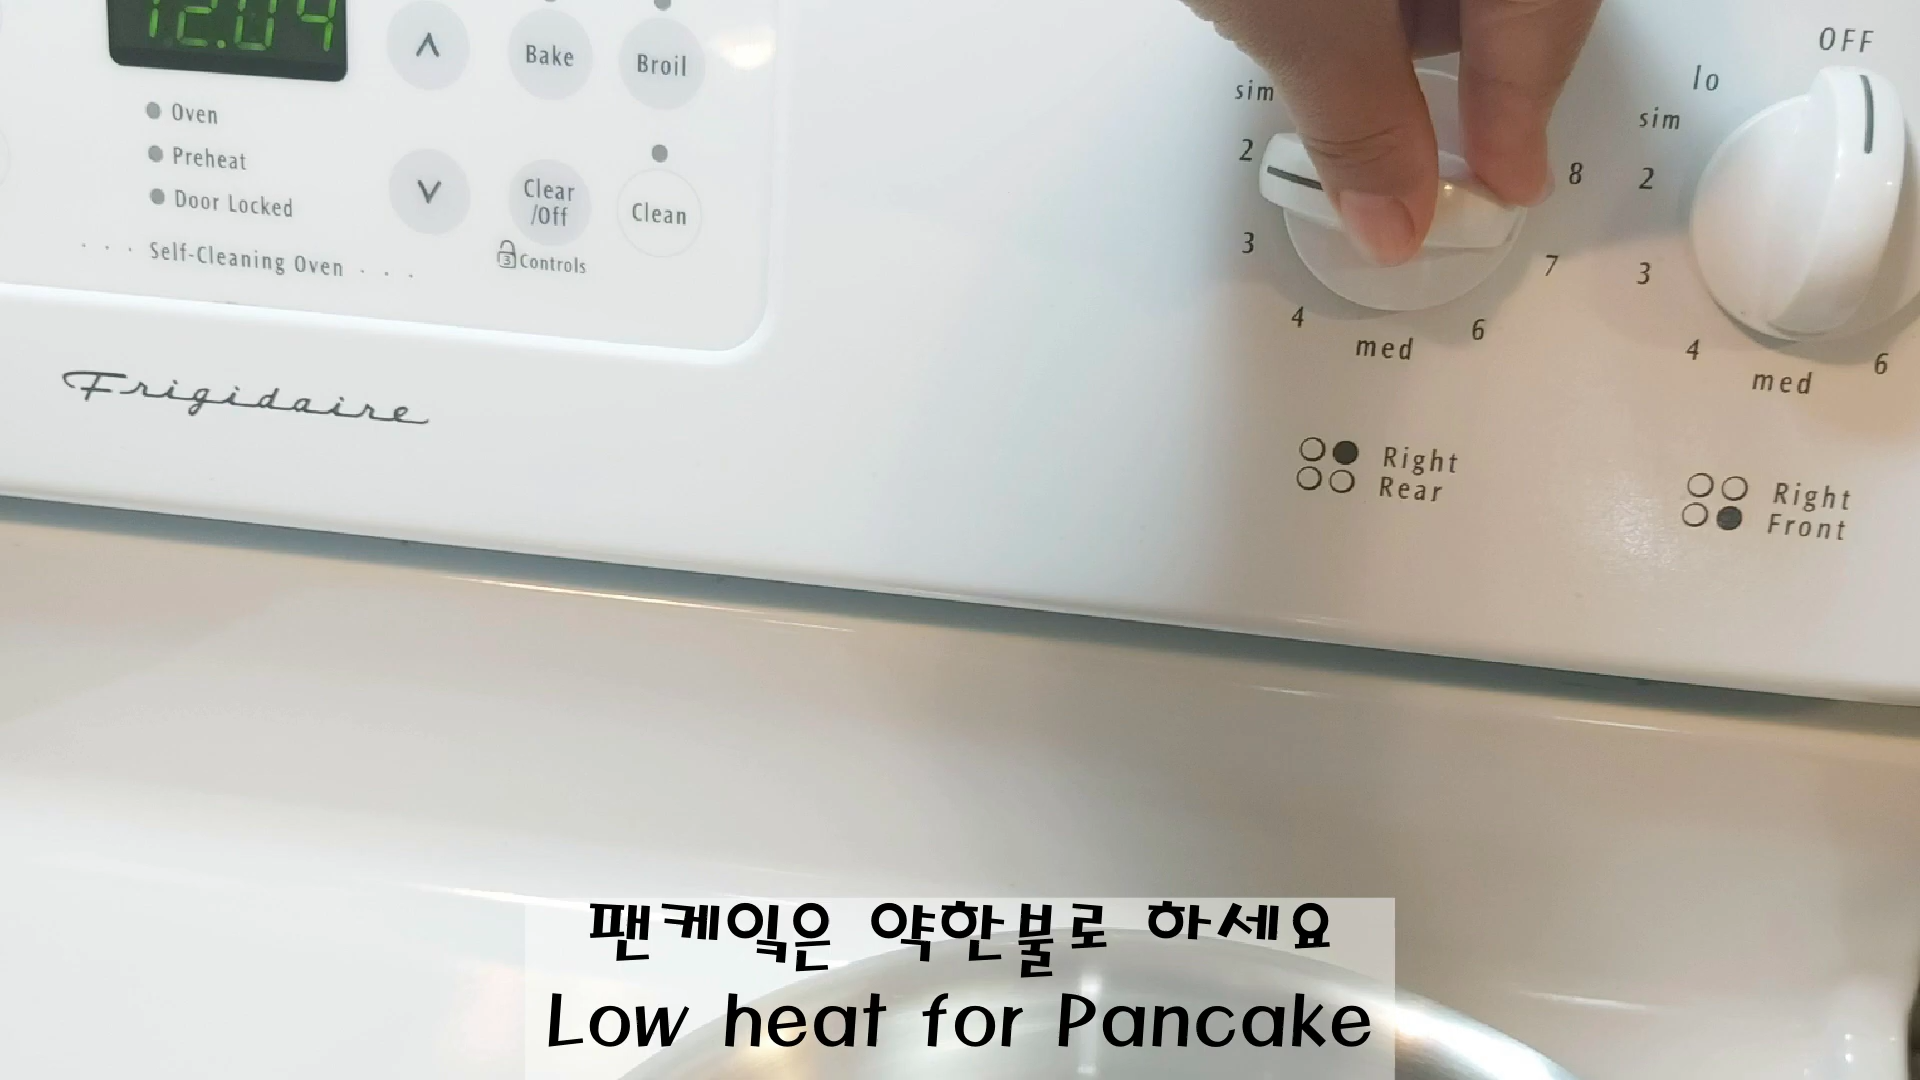 12:04
Bake
Broil
Oven
Preheat
Door Locked
Clear
/Off
Clean
Self-Cleaning Oven
3 Controls
Frigidaire
sim
2
3
4
med
6
7
8
Right
Rear
OFF
lo
sim
2
3
4
med
6
Right
Front
팬케잌은 약한불로 하세요
Low heat for Pancake